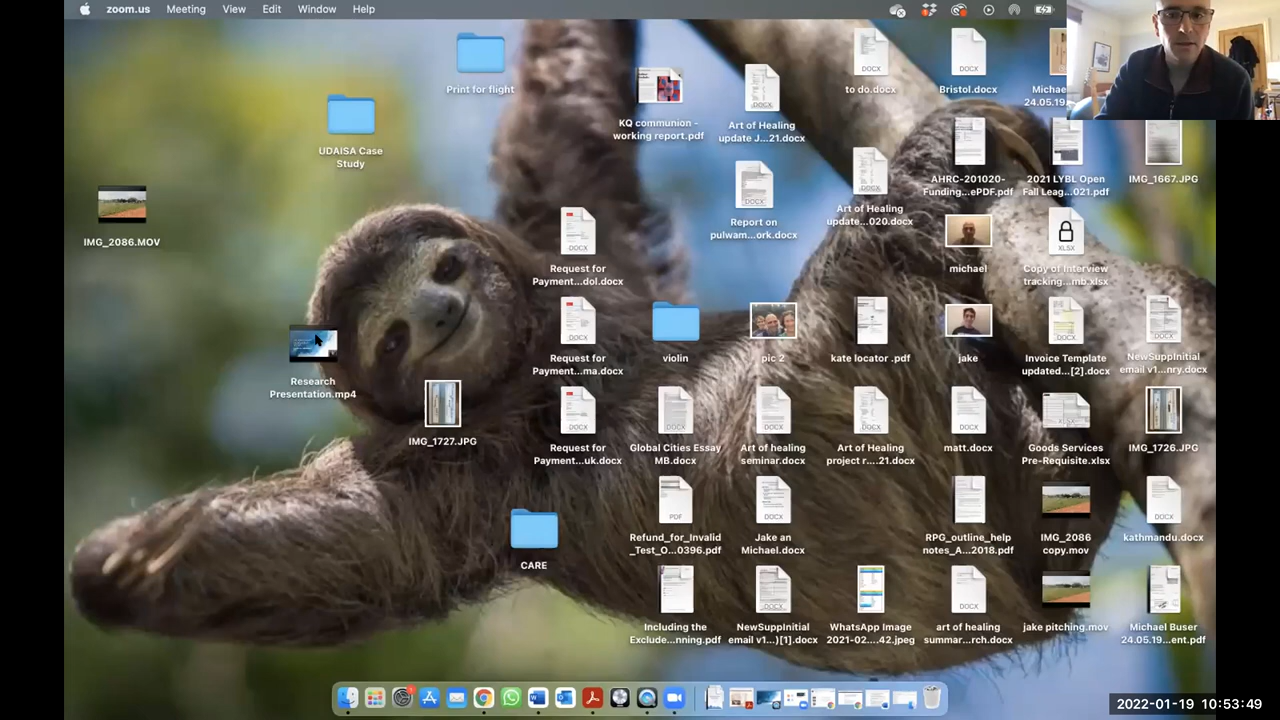 zoom.us Meeting View Edit Window Help
Print for flight
UDAISA Case
Study
IMG_2086.MOV
Research
Presentation.mp4
IMG_1727.JPG
CARE
KQ communion -
working report.pdf
Art of Healing
update J...21.docx
Report on
pulwam...ork.docx
to do.docx
Art of Healing
update...020.docx
Bristol.docx
Michae
24.05.19
AHRC-201020-
Funding...ePDF.pdf
2021 LYBL Open
Fall Leag...021.pdf
IMG_1667.JPG
Request for
Payment...dol.docx
michael
Copy of Interview
tracking...mb.xlsx
Request for
Payment...ma.docx
violin
pic 2
kate locator .pdf
jake
Invoice Template
updated...[2].docx
NewSuppInitial
email v1...nry.docx
Request for
Payment...uk.docx
Global Cities Essay
MB.docx
Art of healing
seminar.docx
Art of Healing
project r....21.docx
matt.docx
Goods Services
Pre-Requisite.xlsx
IMG_1726.JPG
Refund_for_Invalid
_Test_O...0396.pdf
Jake an
Michael.docx
RPG_outline_help
notes_A...2018.pdf
IMG_2086
copy.mov
kathmandu.docx
Including the
Exclude...nning.pdf
NewSuppInitial
email v1...)[1].docx
WhatsApp Image
2021-02....42.jpeg
art of healing
summar...rch.docx
jake pitching.mov
Michael Buser
24.05.19...ent.pdf
2022-01-19 10:53:49